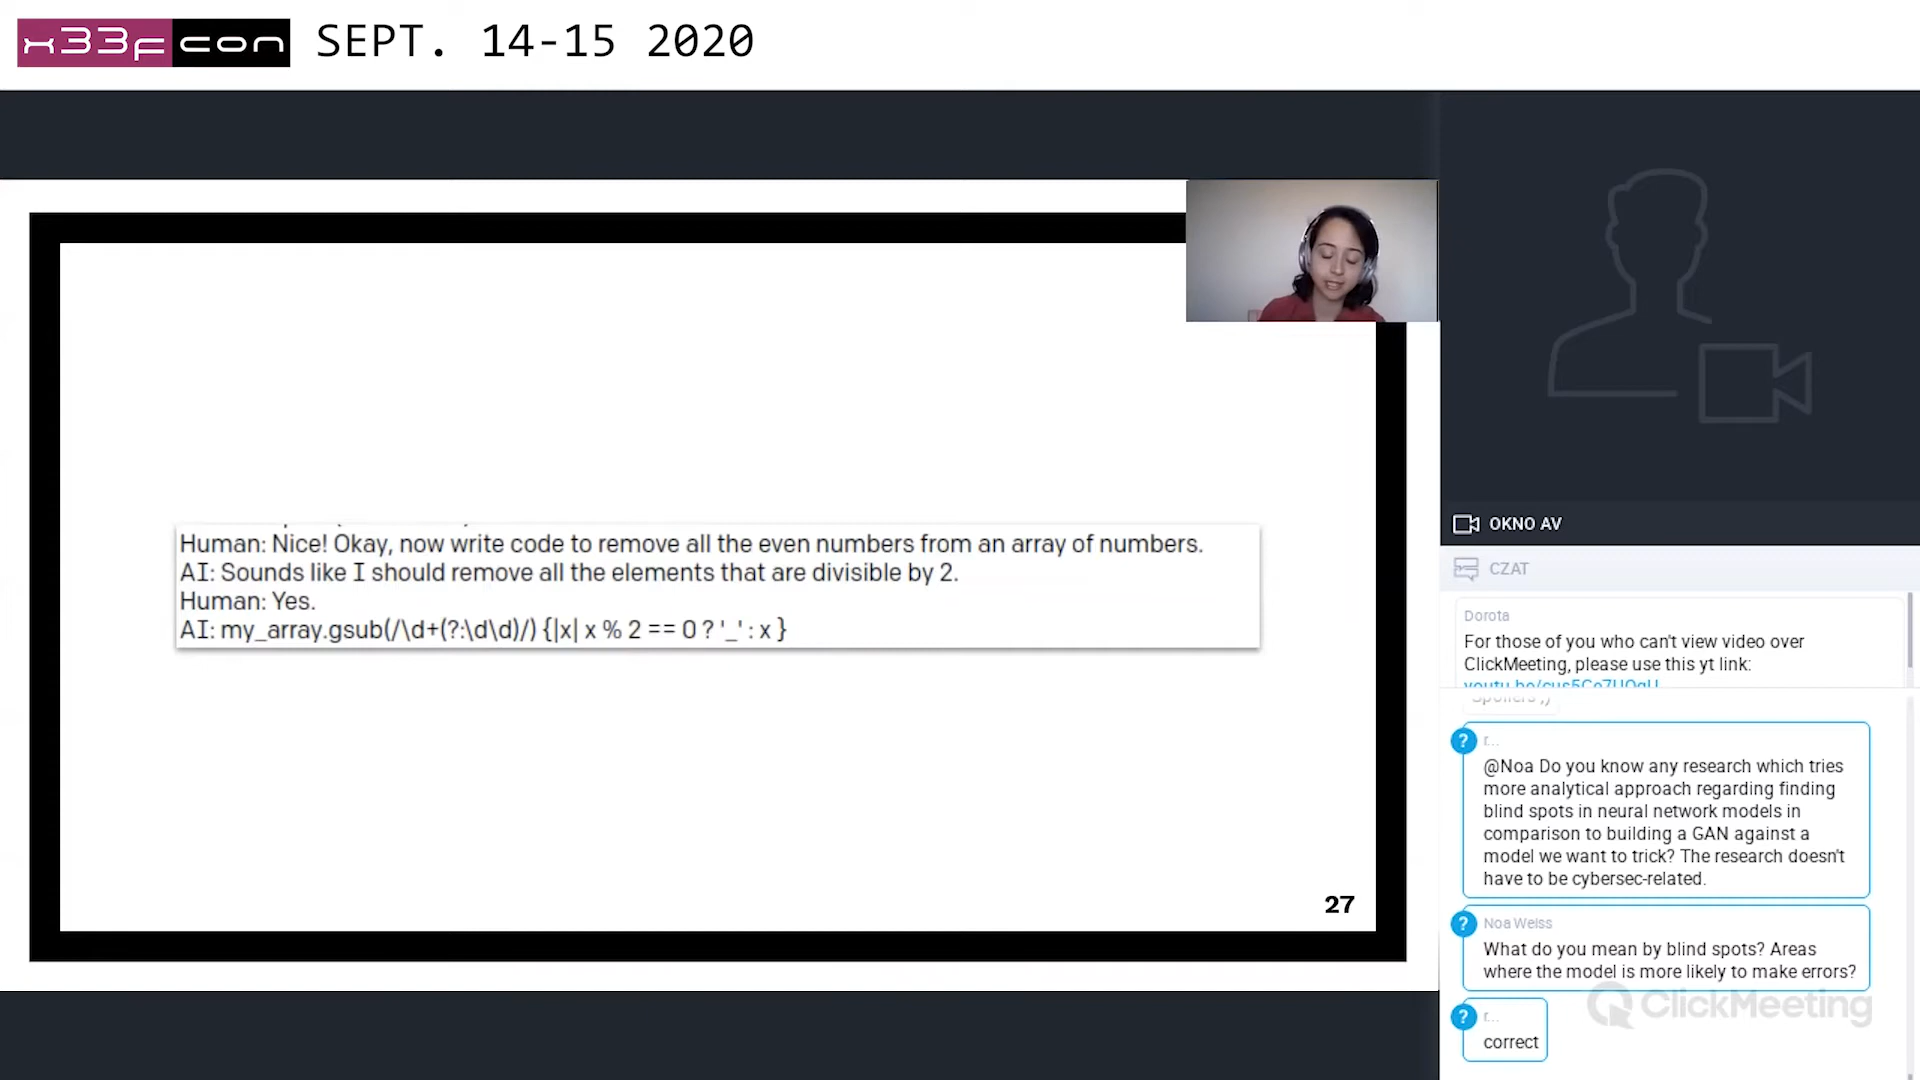 x33fcon SEPT. 14-15 2020
Human: Nice! Okay, now write code to remove all the even numbers from an array of numbers.
AI: Sounds like I should remove all the elements that are divisible by 2.
Human: Yes.
AI: my_array.gsub(/\d+(?:\d\d)/) {|x| x % 2 == 0 ? '_' : x }
27
OKNO AV
CZAT
Dorota
For those of you who can't view video over
ClickMeeting, please use this yt link:
Spoilers ;)
r...
@Noa Do you know any research which tries
more analytical approach regarding finding
blind spots in neural network models in
comparison to building a GAN against a
model we want to trick? The research doesn't
have to be cybersec-related.
Noa Weiss
What do you mean by blind spots? Areas
where the model is more likely to make errors?
ClickMeeting
r...
correct